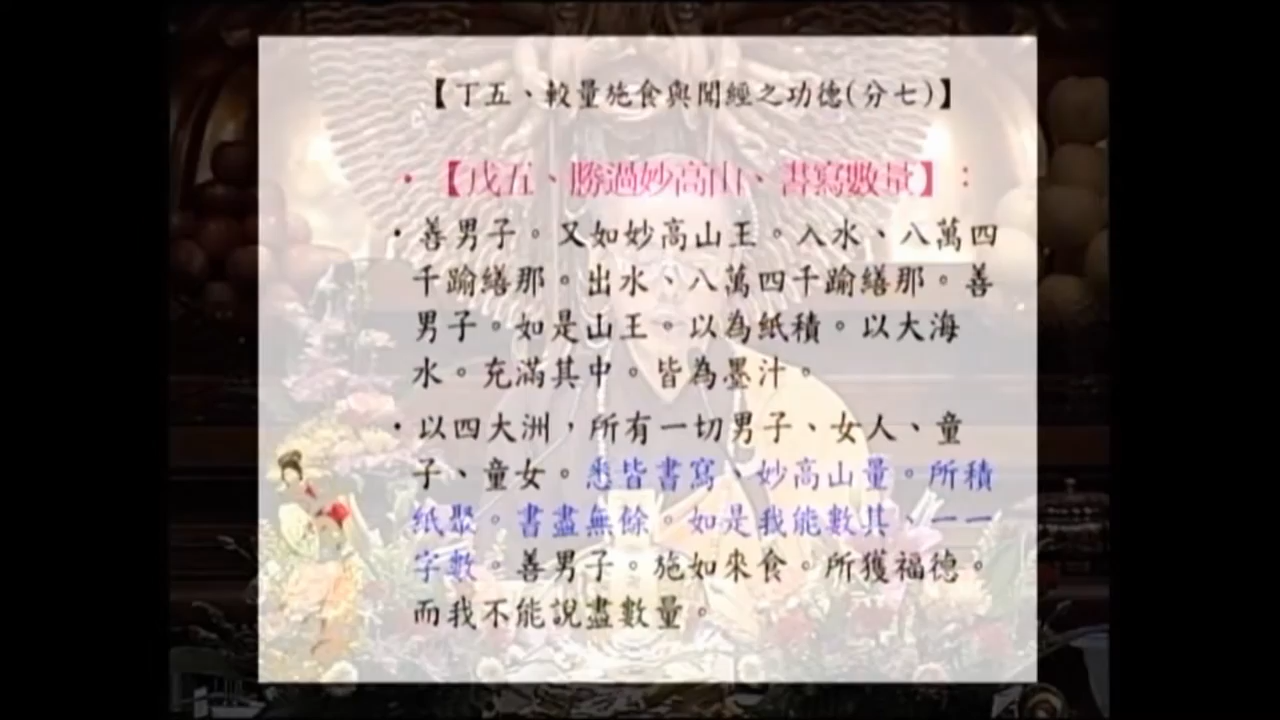 【丁五、較量施食與聞經之功德(分七)】
·【戊五、勝過妙高山、書寫數量】：
·善男子。又如妙高山王。入水、八萬四
千踰繕那。出水、八萬四千踰繕那。善
男子。如是山王。以為紙積。以大海
水。充滿其中。皆為墨汁。
·以四大洲，所有一切男子、女人、童
子、童女。悉皆書寫、妙高山量。所積
紙聚。書盡無餘。如是我能數其、一一
字數。善男子。施如來食。所獲福德。
而我不能說盡數量。